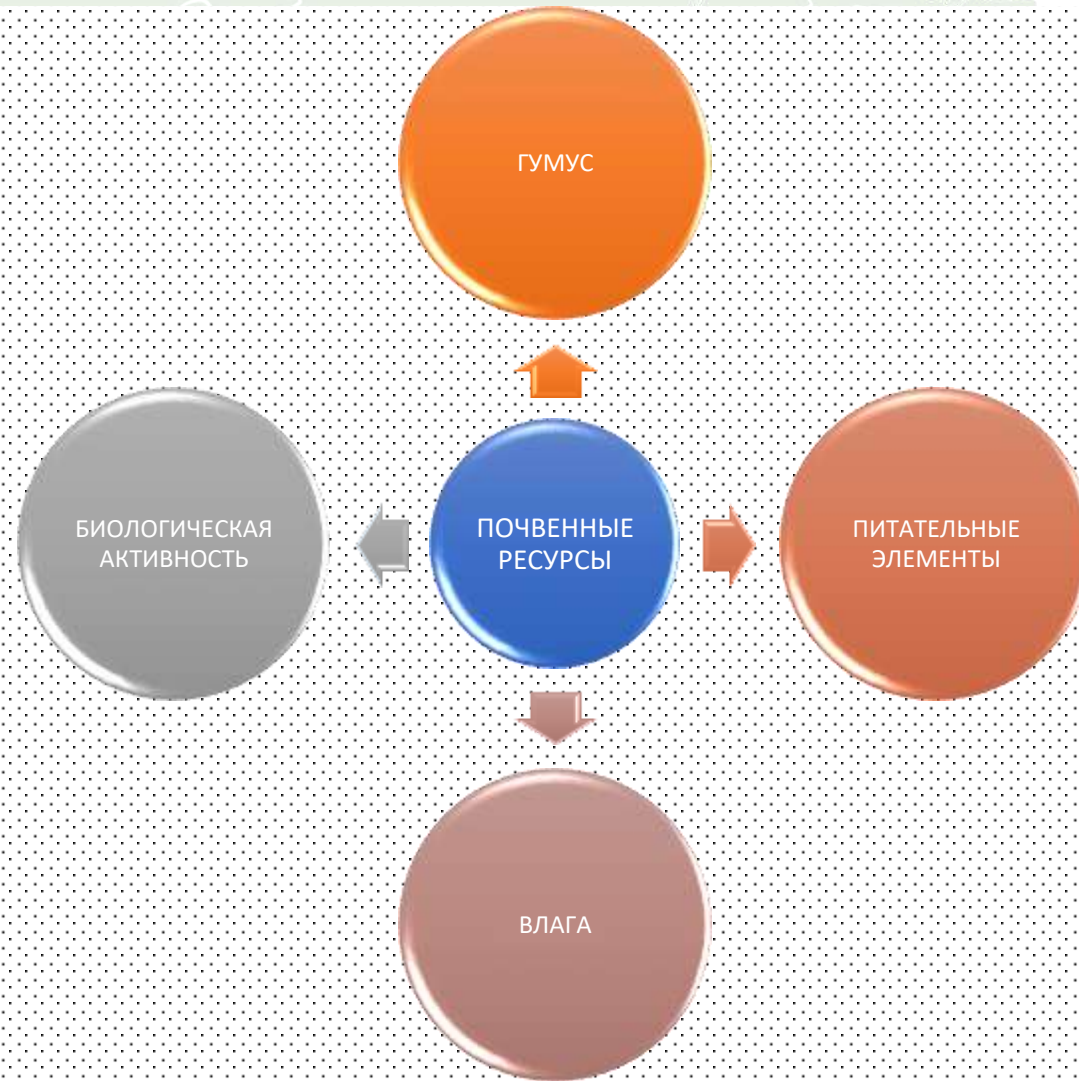 ГУМУС
БИОЛОГИЧЕСКАЯ
АКТИВНОСТЬ
ПОЧВЕННЫЕ
РЕСУРСЫ
ПИТАТЕЛЬНЫЕ
ЭЛЕМЕНТЫ
ВЛАГА